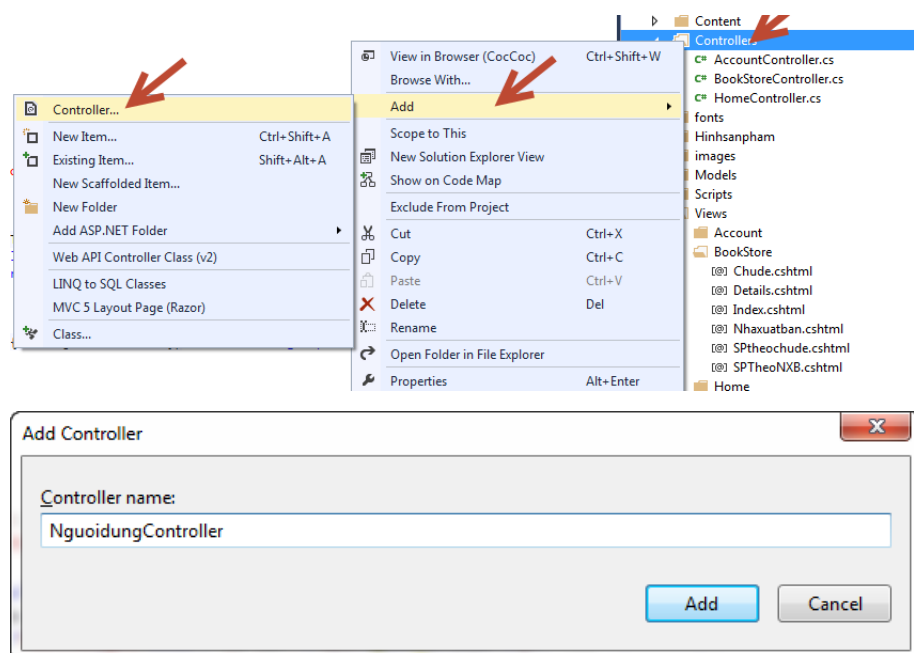 Controller...
New Item... Ctrl+Shift+A
Existing Item... Shift+Alt+A
New Scaffolded Item...
New Folder
Add ASP.NET Folder
Web API Controller Class (v2)
LINQ to SQL Classes
MVC 5 Layout Page (Razor)
Class...
View in Browser (CocCoc) Ctrl+Shift+W
Browse With...
Add
Scope to This
New Solution Explorer View
Show on Code Map
Exclude From Project
Cut Ctrl+X
Copy Ctrl+C
Paste Ctrl+V
Delete Del
Rename
Open Folder in File Explorer
Properties Alt+Enter
Content
Controllers
C# AccountController.cs
C# BookStoreController.cs
C# HomeController.cs
fonts
Hinhsanpham
images
Models
Scripts
Views
Account
BookStore
[@] Chude.cshtml
[@] Details.cshtml
[@] Index.cshtml
[@] Nhaxuatban.cshtml
[@] SPtheochude.cshtml
[@] SPTheoNXB.cshtml
Home
Add Controller
Controller name:
NguoidungController
Add Cancel